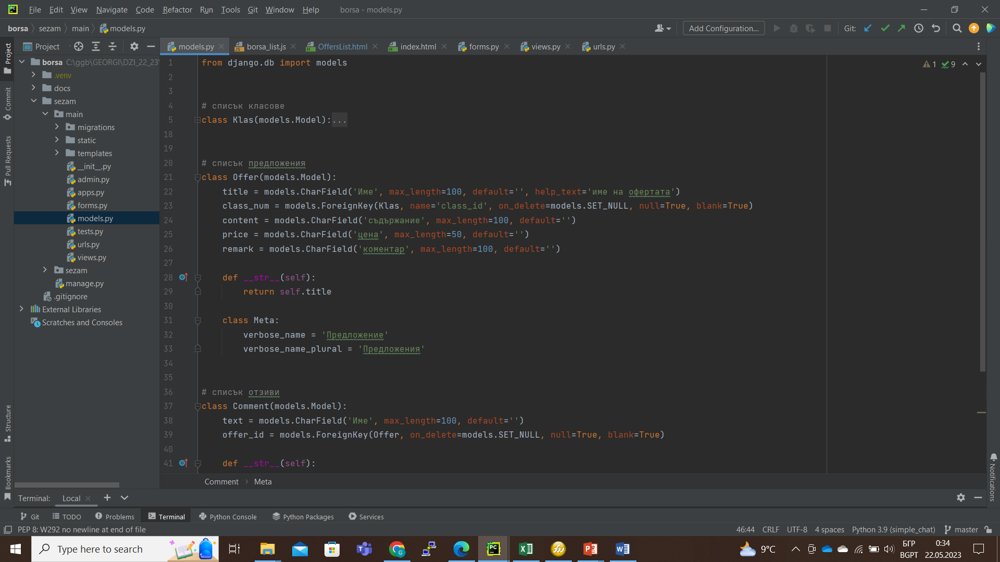 File Edit View Navigate Code Refactor Run Tools Git Window Help borsa - models.py
borsa sezam main models.py Add Configuration... Git:
Project models.py borsa_list.js OffersList.html index.html forms.py views.py urls.py
borsa C:\ggb\GEORGI\DZI_22_23\
.venv
docs
sezam
main
migrations
static
templates
__init__.py
admin.py
apps.py
forms.py
models.py
tests.py
urls.py
views.py
sezam
manage.py
.gitignore
External Libraries
Scratches and Consoles
Project
Commit
Pull Requests
Structure
Bookmarks
1 from django.db import models
2
3
4 # списък класове
5 class Klas(models.Model):...
18
19
20 # списък предложения
21 class Offer(models.Model):
22 title = models.CharField('Име', max_length=100, default='', help_text='име на офертата')
23 class_num = models.ForeignKey(Klas, name='class_id', on_delete=models.SET_NULL, null=True, blank=True)
24 content = models.CharField('съдържание', max_length=100, default='')
25 price = models.CharField('цена', max_length=50, default='')
26 remark = models.CharField('коментар', max_length=100, default='')
27
28 def __str__(self):
29 return self.title
30
31 class Meta:
32 verbose_name = 'Предложение'
33 verbose_name_plural = 'Предложения'
34
35
36 # списък отзиви
37 class Comment(models.Model):
38 text = models.CharField('Име', max_length=100, default='')
39 offer_id = models.ForeignKey(Offer, on_delete=models.SET_NULL, null=True, blank=True)
40
41 def __str__(self):
1 9
Notifications
Comment Meta
Terminal: Local
Git TODO Problems Terminal Python Console Python Packages Services
PEP 8: W292 no newline at end of file 46:44 CRLF UTF-8 4 spaces Python 3.9 (simple_chat) master
Type here to search 9°C БГР BGPT 0:34 22.05.2023